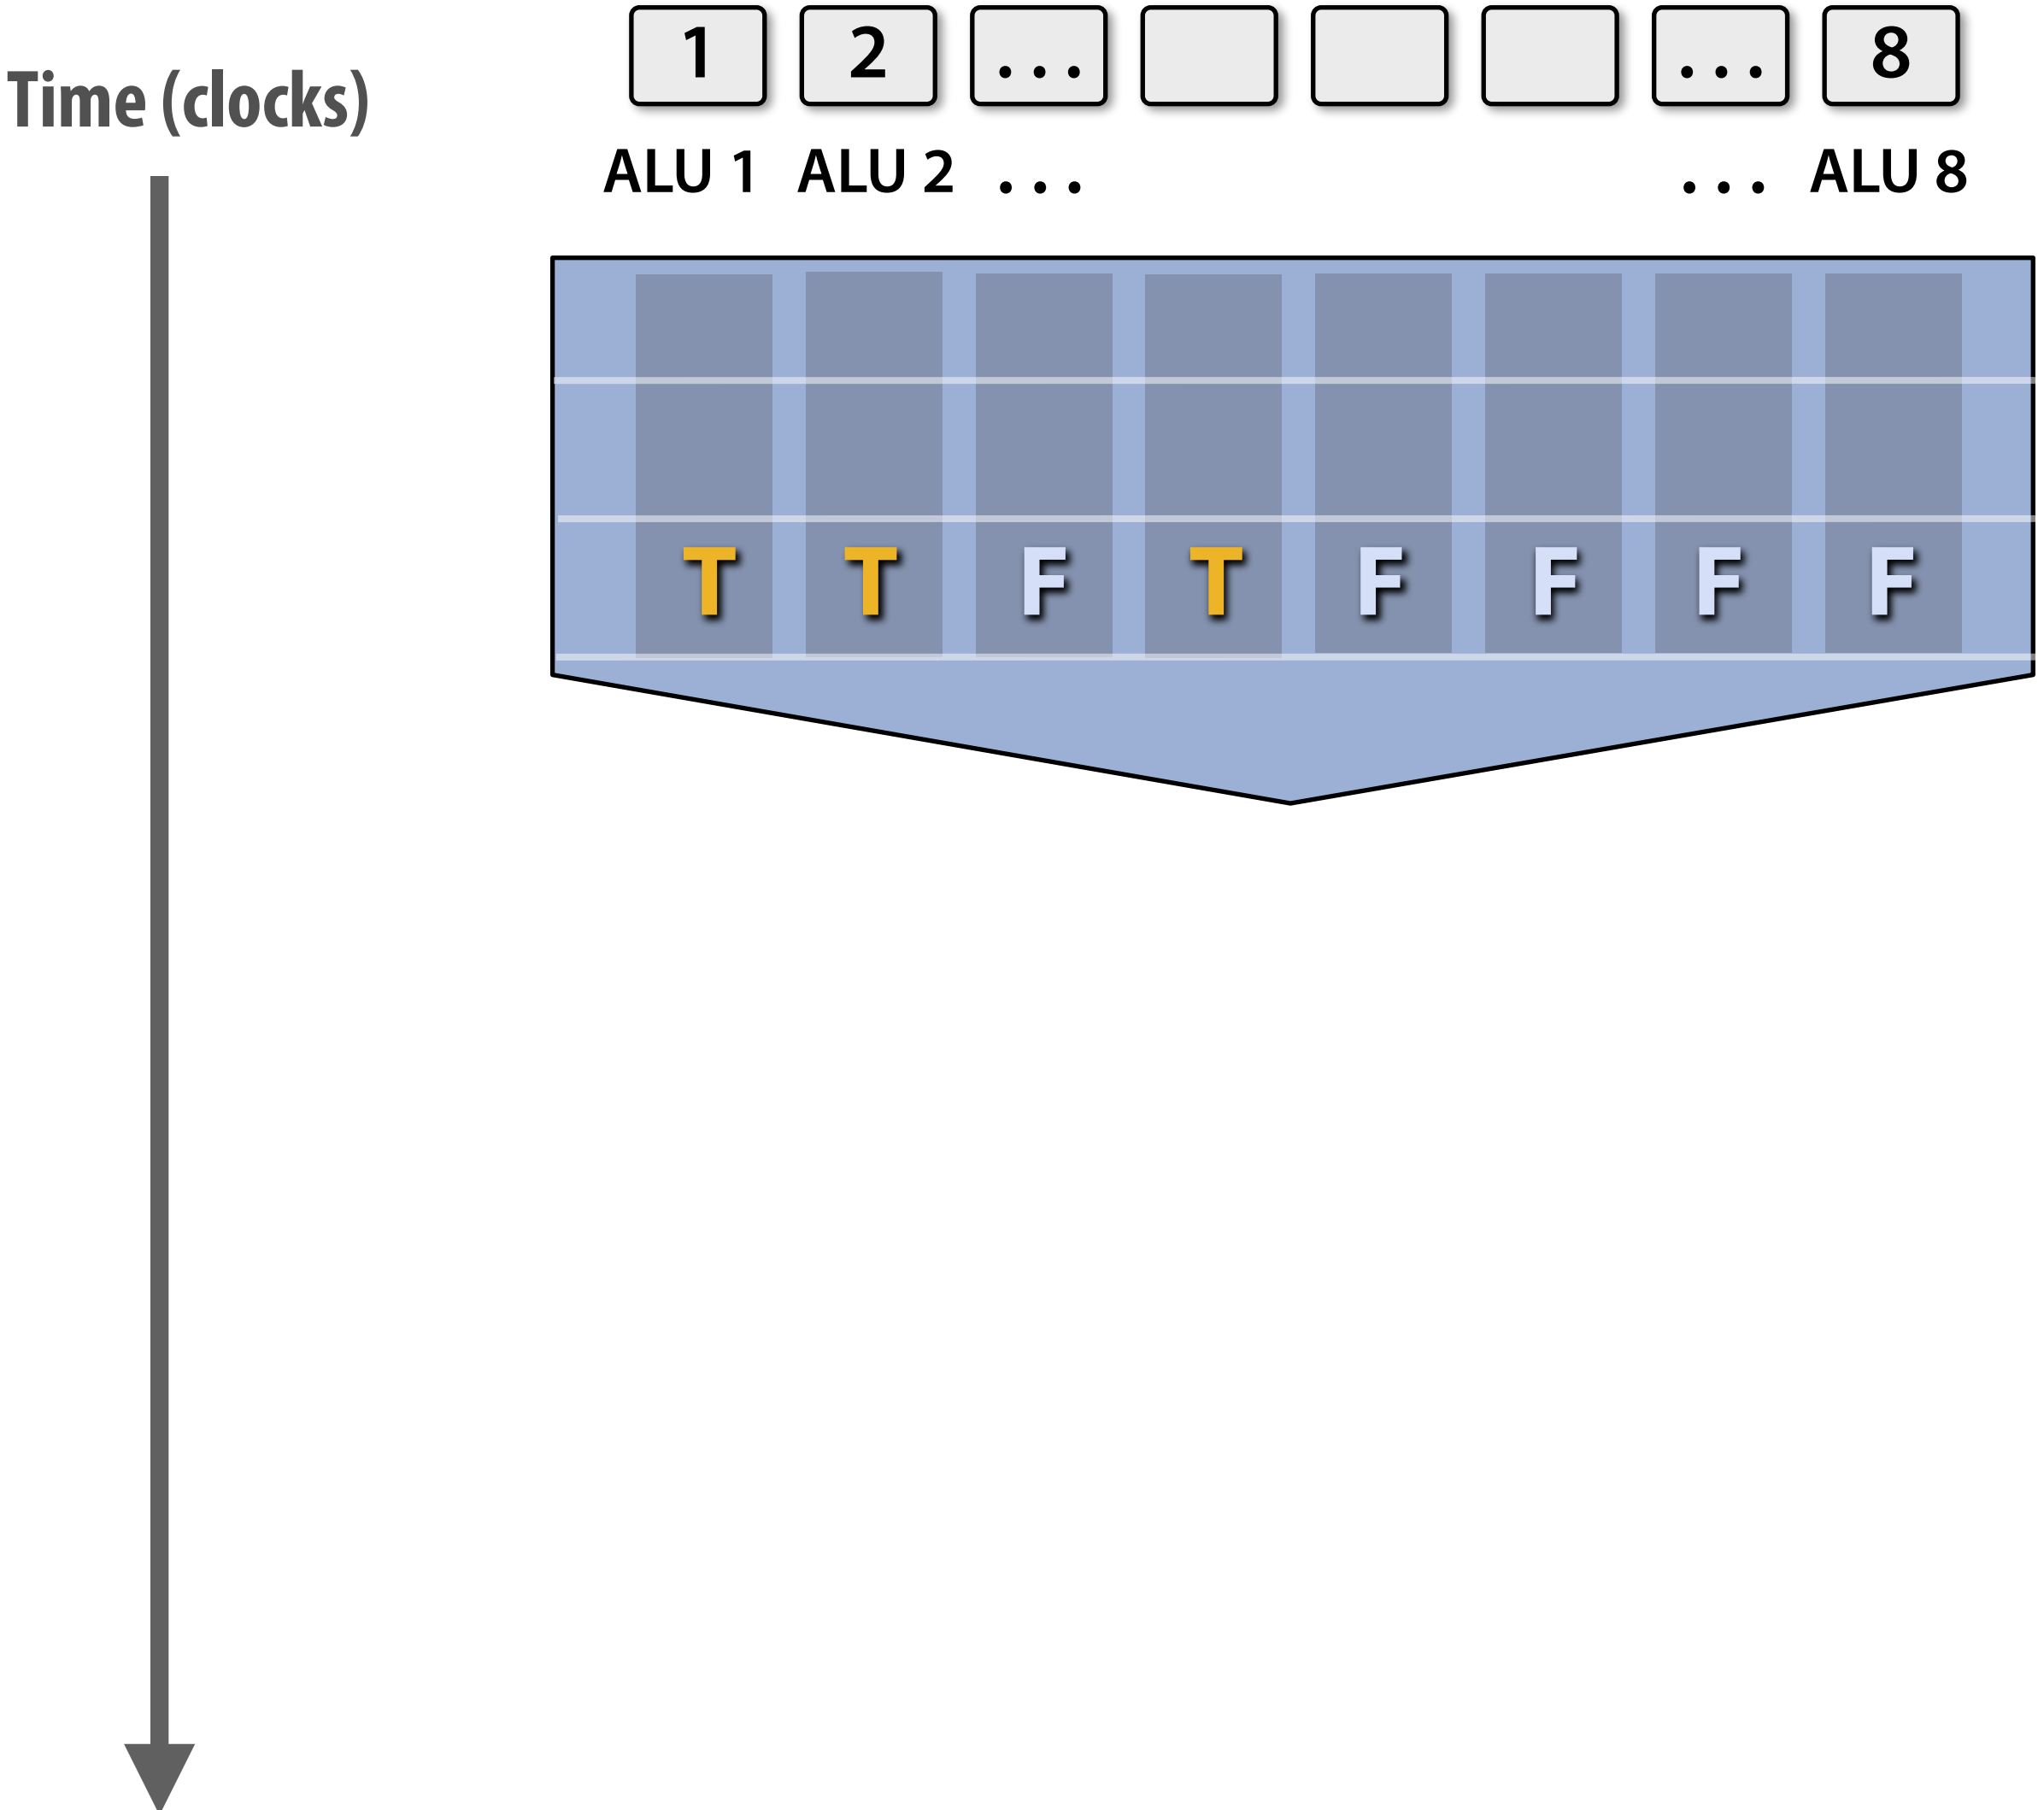 1 2 . . . . . . 8
Time (clocks)
ALU 1 ALU 2 . . . . . . ALU 8
T T F T F F F F